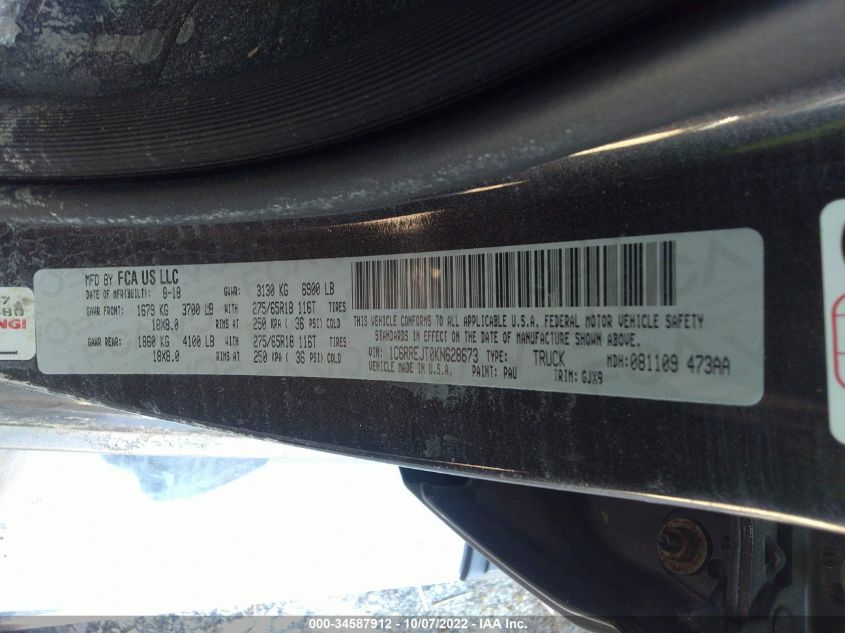 MFD BY FCA US LLC
DATE OF MFR(BUILT): 8-18 GVWR: 3130 KG 6900 LB
GAWR FRONT: 1679 KG 3700 LB WITH 275/65R18 116T TIRES
18X8.0 RIMS AT 250 KPA ( 36 PSI) COLD
GAWR REAR: 1860 KG 4100 LB WITH 275/65R18 116T TIRES
18X8.0 RIMS AT 250 KPA ( 36 PSI) COLD
THIS VEHICLE CONFORMS TO ALL APPLICABLE U.S.A. FEDERAL MOTOR VEHICLE SAFETY
STANDARDS IN EFFECT ON THE DATE OF MANUFACTURE SHOWN ABOVE.
VIN: 1C6RREJT0KN628673 TYPE: TRUCK MDH: 081109 473AA
VEHICLE MADE IN U.S.A. PAINT: PAU TRIM: GJX9
000-34587912 - 10/07/2022 - IAA Inc.